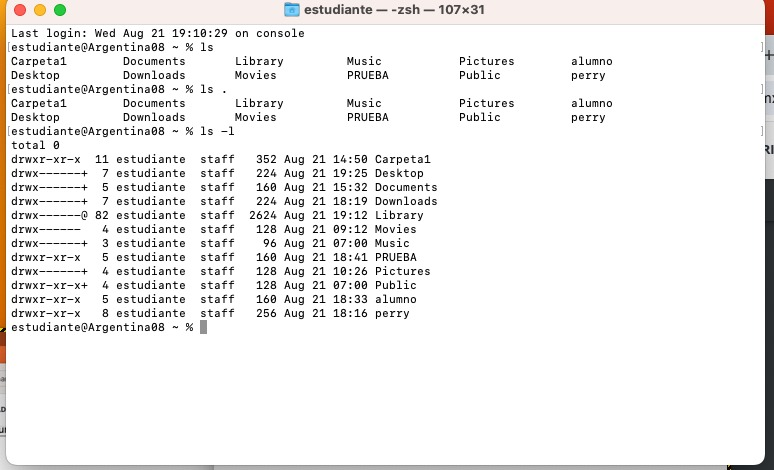 estudiante — -zsh — 107×31
Last login: Wed Aug 21 19:10:29 on console
[estudiante@Argentina08 ~ % ls ]
Carpeta1 Documents Library Music Pictures alumno
Desktop Downloads Movies PRUEBA Public perry
[estudiante@Argentina08 ~ % ls . ]
Carpeta1 Documents Library Music Pictures alumno
Desktop Downloads Movies PRUEBA Public perry
[estudiante@Argentina08 ~ % ls -l ]
total 0
drwxr-xr-x 11 estudiante staff 352 Aug 21 14:50 Carpeta1
drwx------+ 7 estudiante staff 224 Aug 21 19:25 Desktop
drwx------+ 5 estudiante staff 160 Aug 21 15:32 Documents
drwx------+ 7 estudiante staff 224 Aug 21 18:19 Downloads
drwx------@ 82 estudiante staff 2624 Aug 21 19:12 Library
drwx------ 4 estudiante staff 128 Aug 21 09:12 Movies
drwx------+ 3 estudiante staff 96 Aug 21 07:00 Music
drwxr-xr-x 5 estudiante staff 160 Aug 21 18:41 PRUEBA
drwx------+ 4 estudiante staff 128 Aug 21 10:26 Pictures
drwxr-xr-x+ 4 estudiante staff 128 Aug 21 07:00 Public
drwxr-xr-x 5 estudiante staff 160 Aug 21 18:33 alumno
drwxr-xr-x 8 estudiante staff 256 Aug 21 18:16 perry
estudiante@Argentina08 ~ %